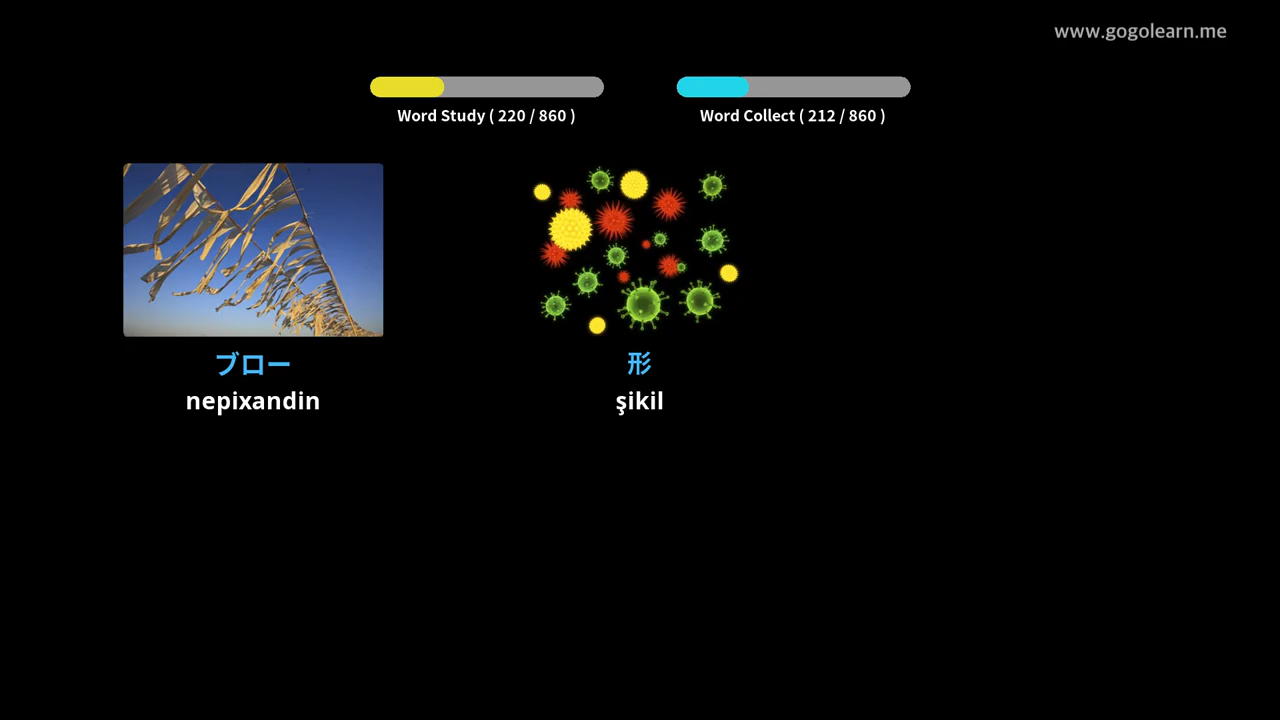 www.gogolearn.me
Word Study ( 220 / 860 )
Word Collect ( 212 / 860 )
ブロー
nepixandin
形
şikil